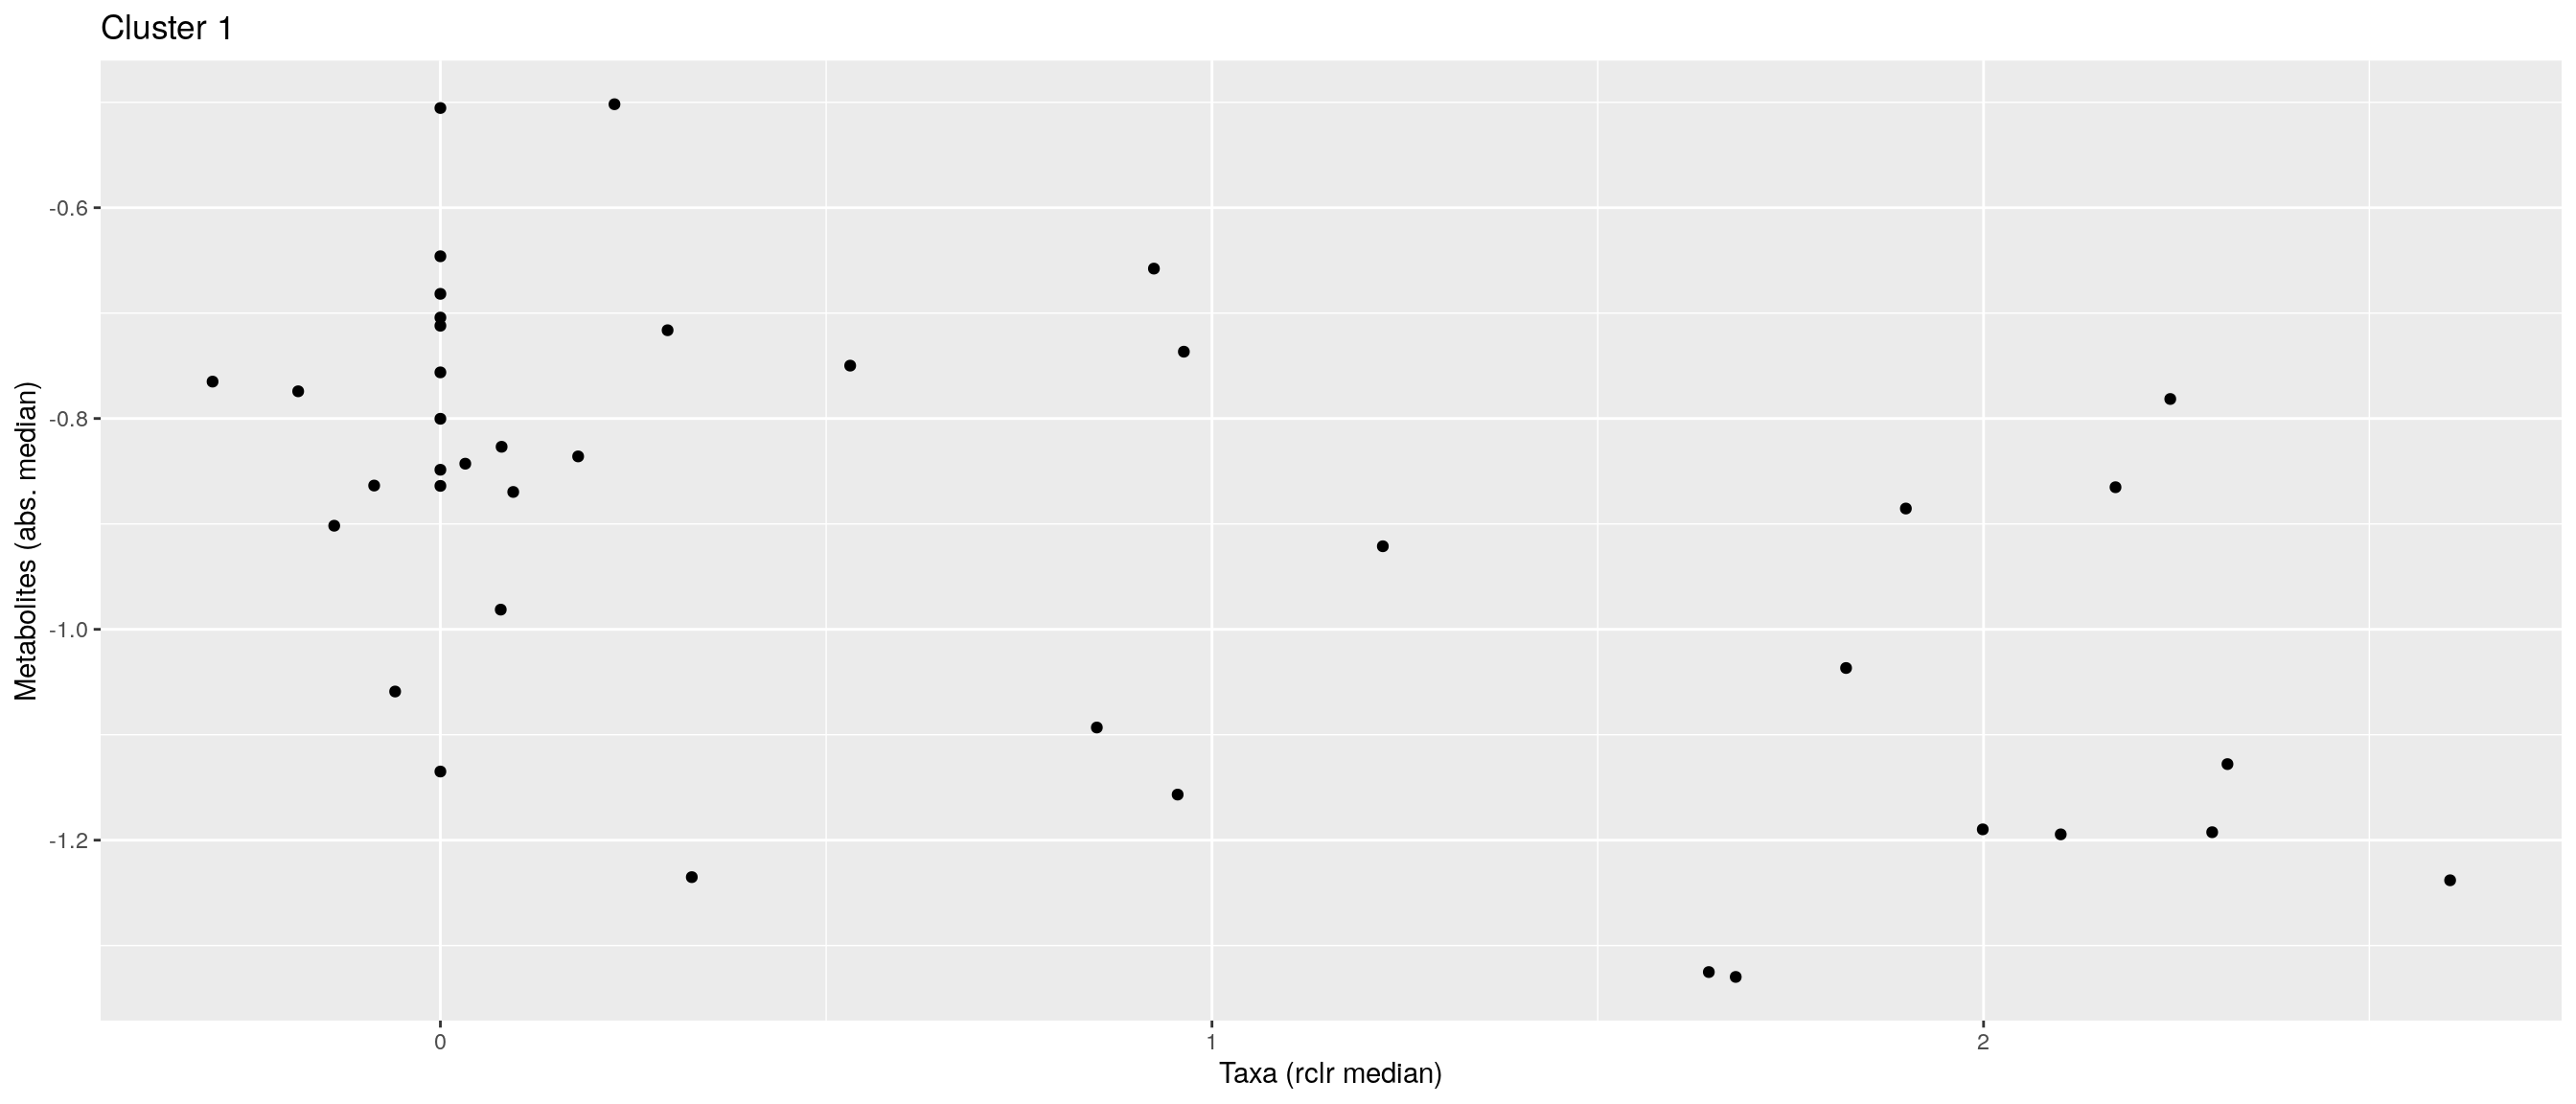 Cluster 1
Metabolites (abs. median)
-0.6
-0.8
-1.0
-1.2
0
1
2
Taxa (rclr median)